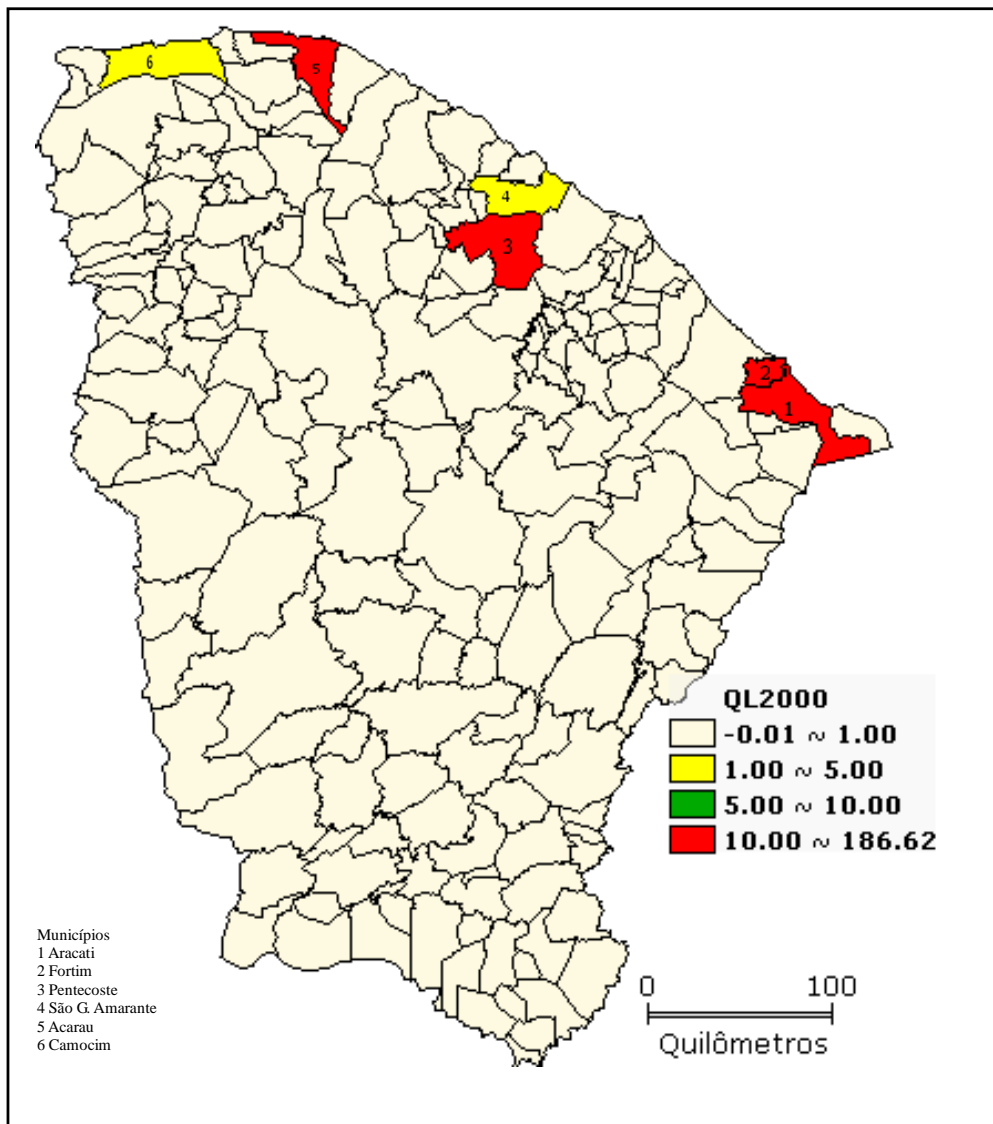 6
5
4
3
2
1
QL2000
-0.01 ~ 1.00
1.00 ~ 5.00
5.00 ~ 10.00
10.00 ~ 186.62
Municípios
1 Aracati
2 Fortim
3 Pentecoste
4 São G. Amarante
5 Acarau
6 Camocim
0 100
Quilômetros